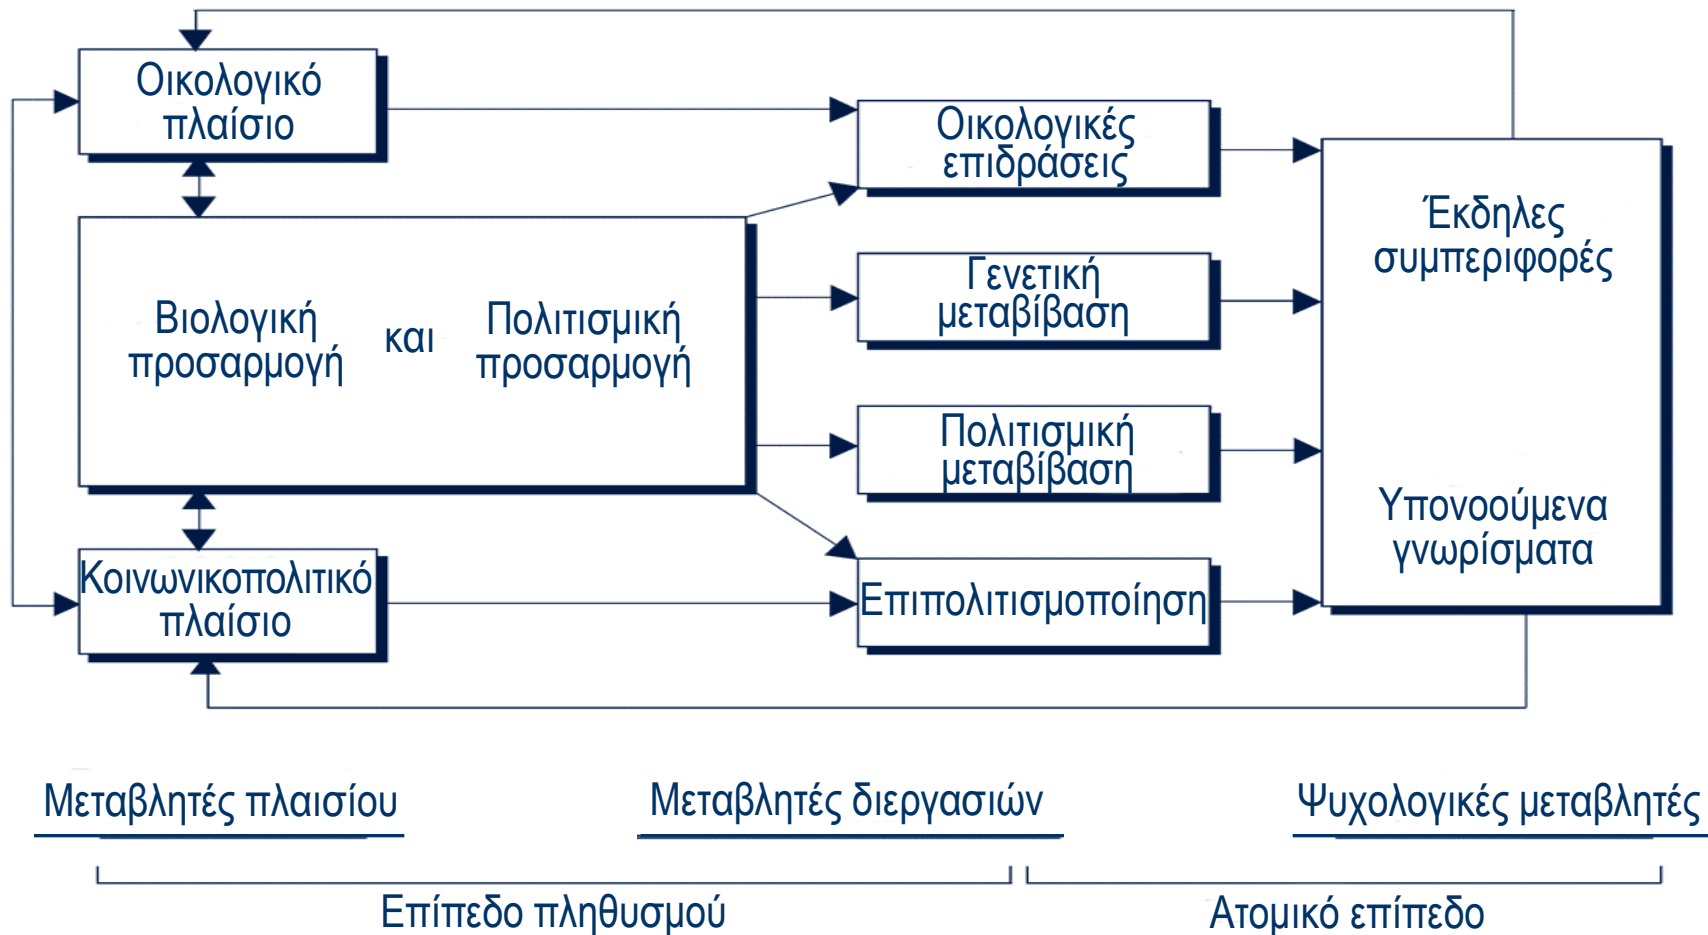 Οικολογικό
πλαίσιο
Οικολογικές
επιδράσεις
Έκδηλες
συμπεριφορές
Βιολογική
προσαρμογή
και
Πολιτισμική
προσαρμογή
Γενετική
μεταβίβαση
Πολιτισμική
μεταβίβαση
Υπονοούμενα
γνωρίσματα
Κοινωνικοπολιτικό
πλαίσιο
Επιπολιτισμοποίηση
Μεταβλητές πλαισίου
Μεταβλητές διεργασιών
Ψυχολογικές μεταβλητές
Επίπεδο πληθυσμού
Ατομικό επίπεδο